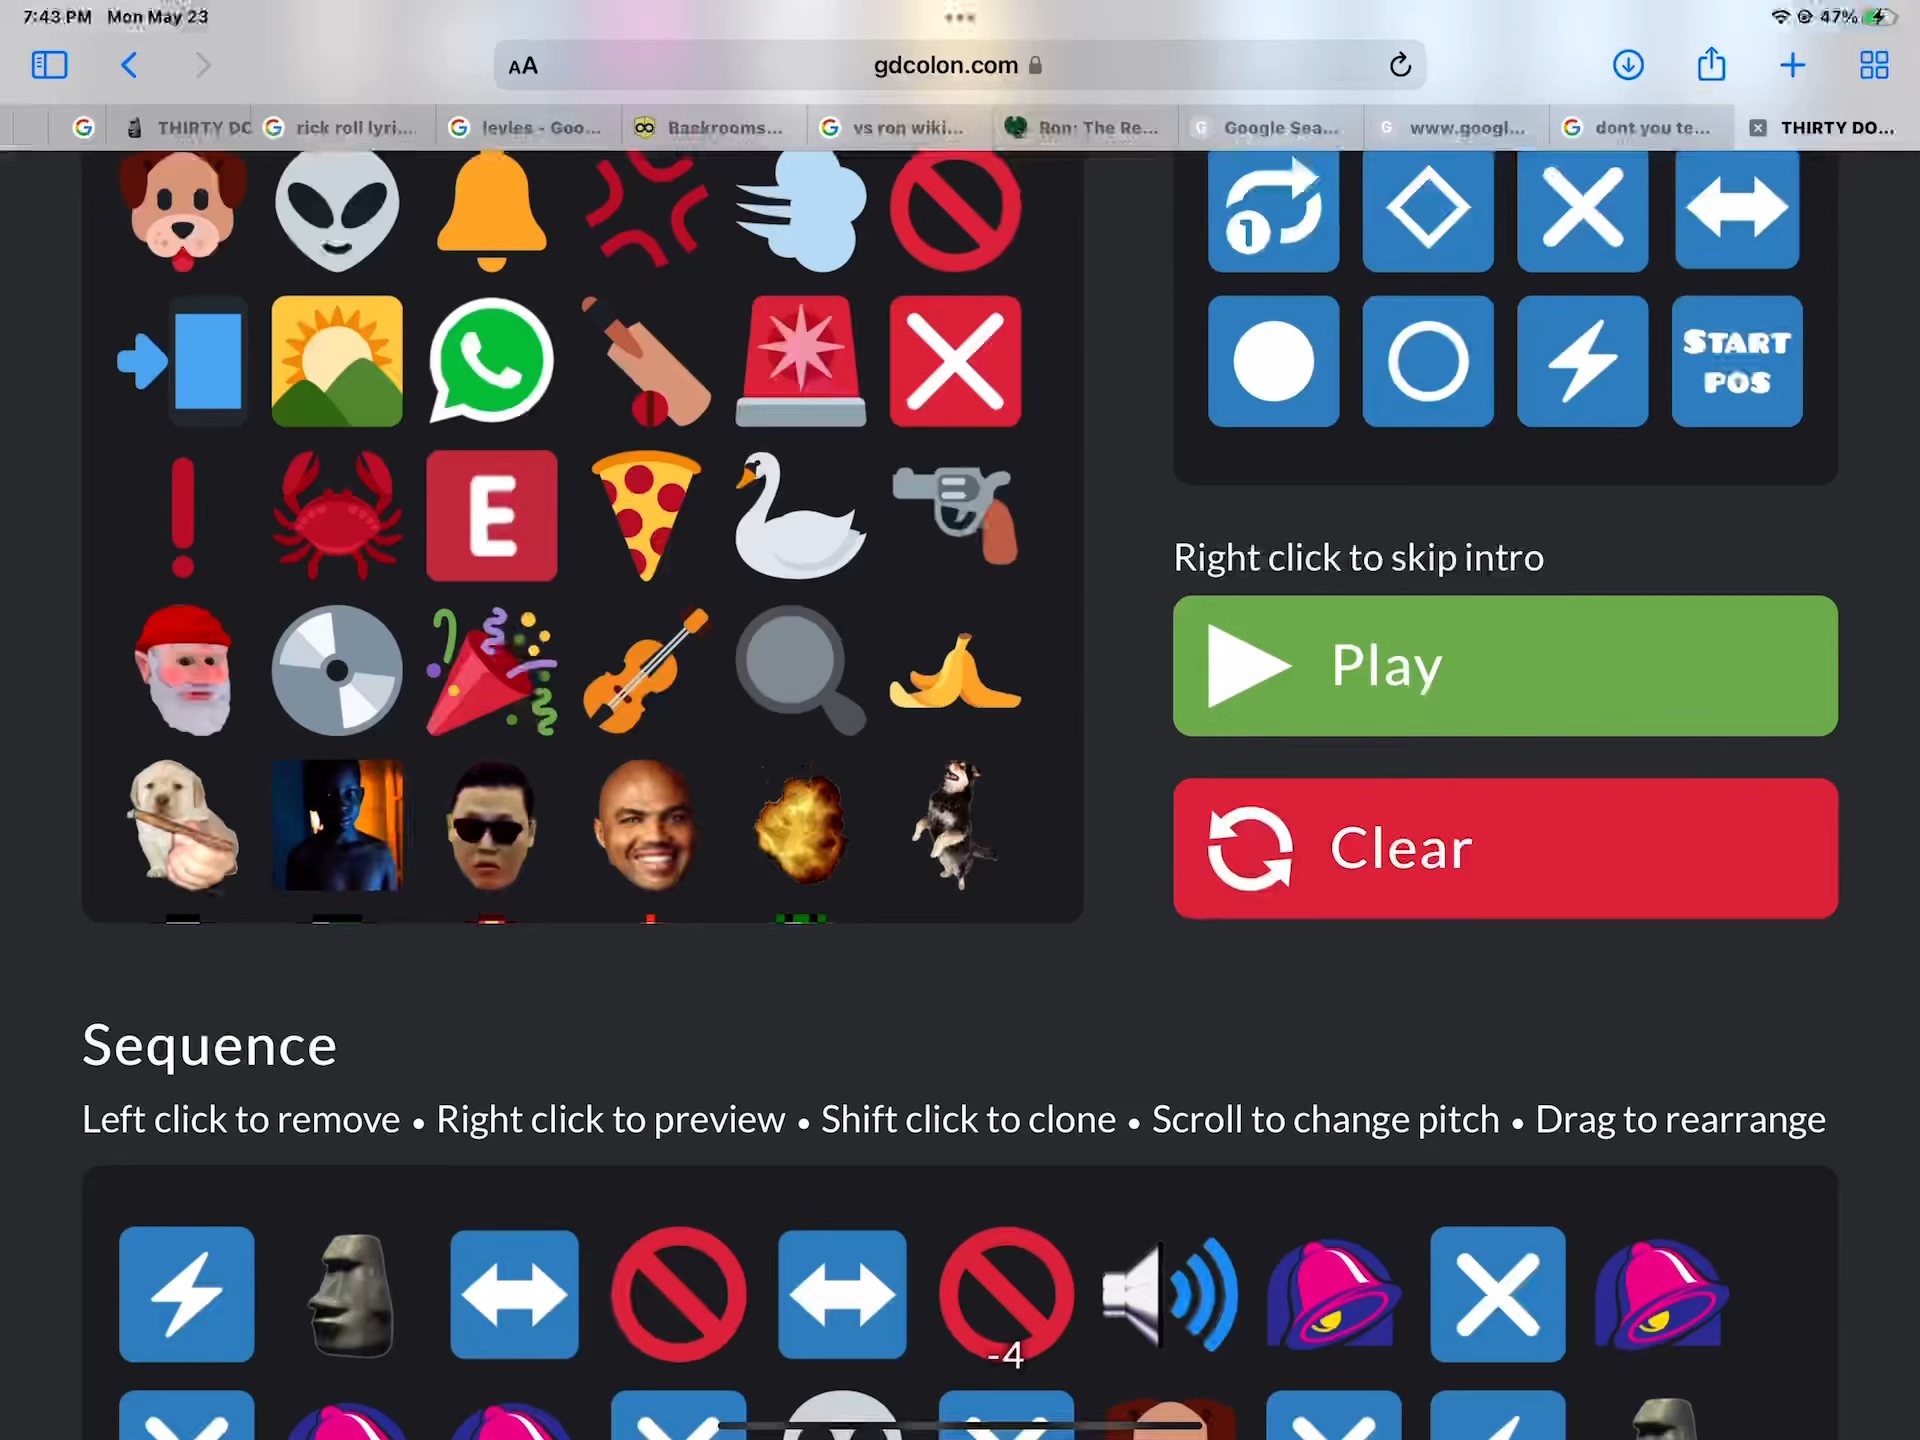 7:43 PM Mon May 23
47%
AA
gdcolon.com
THIRTY DO
rick roll lyri...
levles - Goo...
Backrooms...
vs ron wiki...
Ron: The Re...
Google Sea...
www.googl...
dont you te...
THIRTY DO...
1
START
POS
E
Right click to skip intro
Play
Clear
Sequence
Left click to remove • Right click to preview • Shift click to clone • Scroll to change pitch • Drag to rearrange
-4